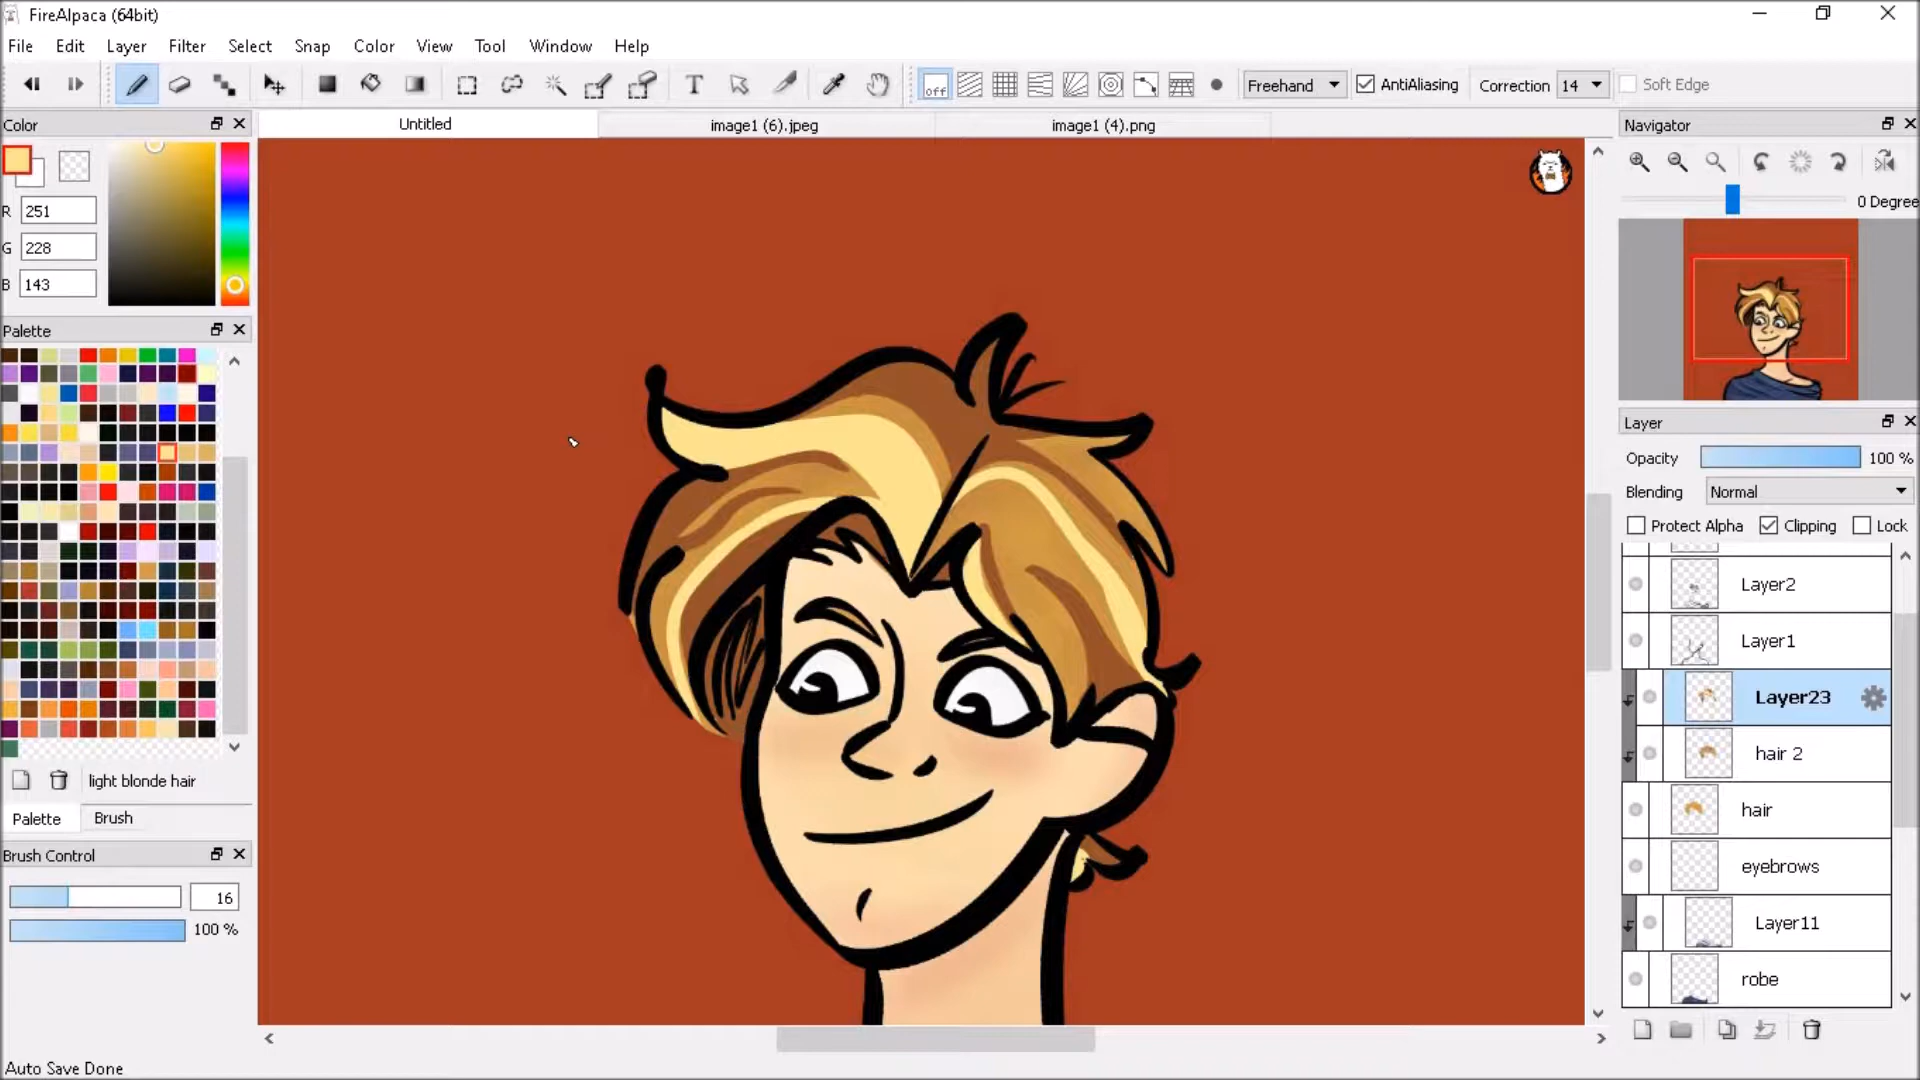 FireAlpaca (64bit)
File Edit Layer Filter Select Snap Color View Tool Window Help
off Freehand AntiAliasing Correction 14 Soft Edge
Color Untitled image1 (6).jpeg image1 (4).png Navigator
0 Degree
R 251
G 228
B 143
Palette
Layer
Opacity 100 %
Blending Normal
Protect Alpha Clipping Lock
Layer2
Layer1
Layer23
hair 2
hair
eyebrows
Layer11
robe
light blonde hair
Palette Brush
Brush Control
16
100 %
Auto Save Done